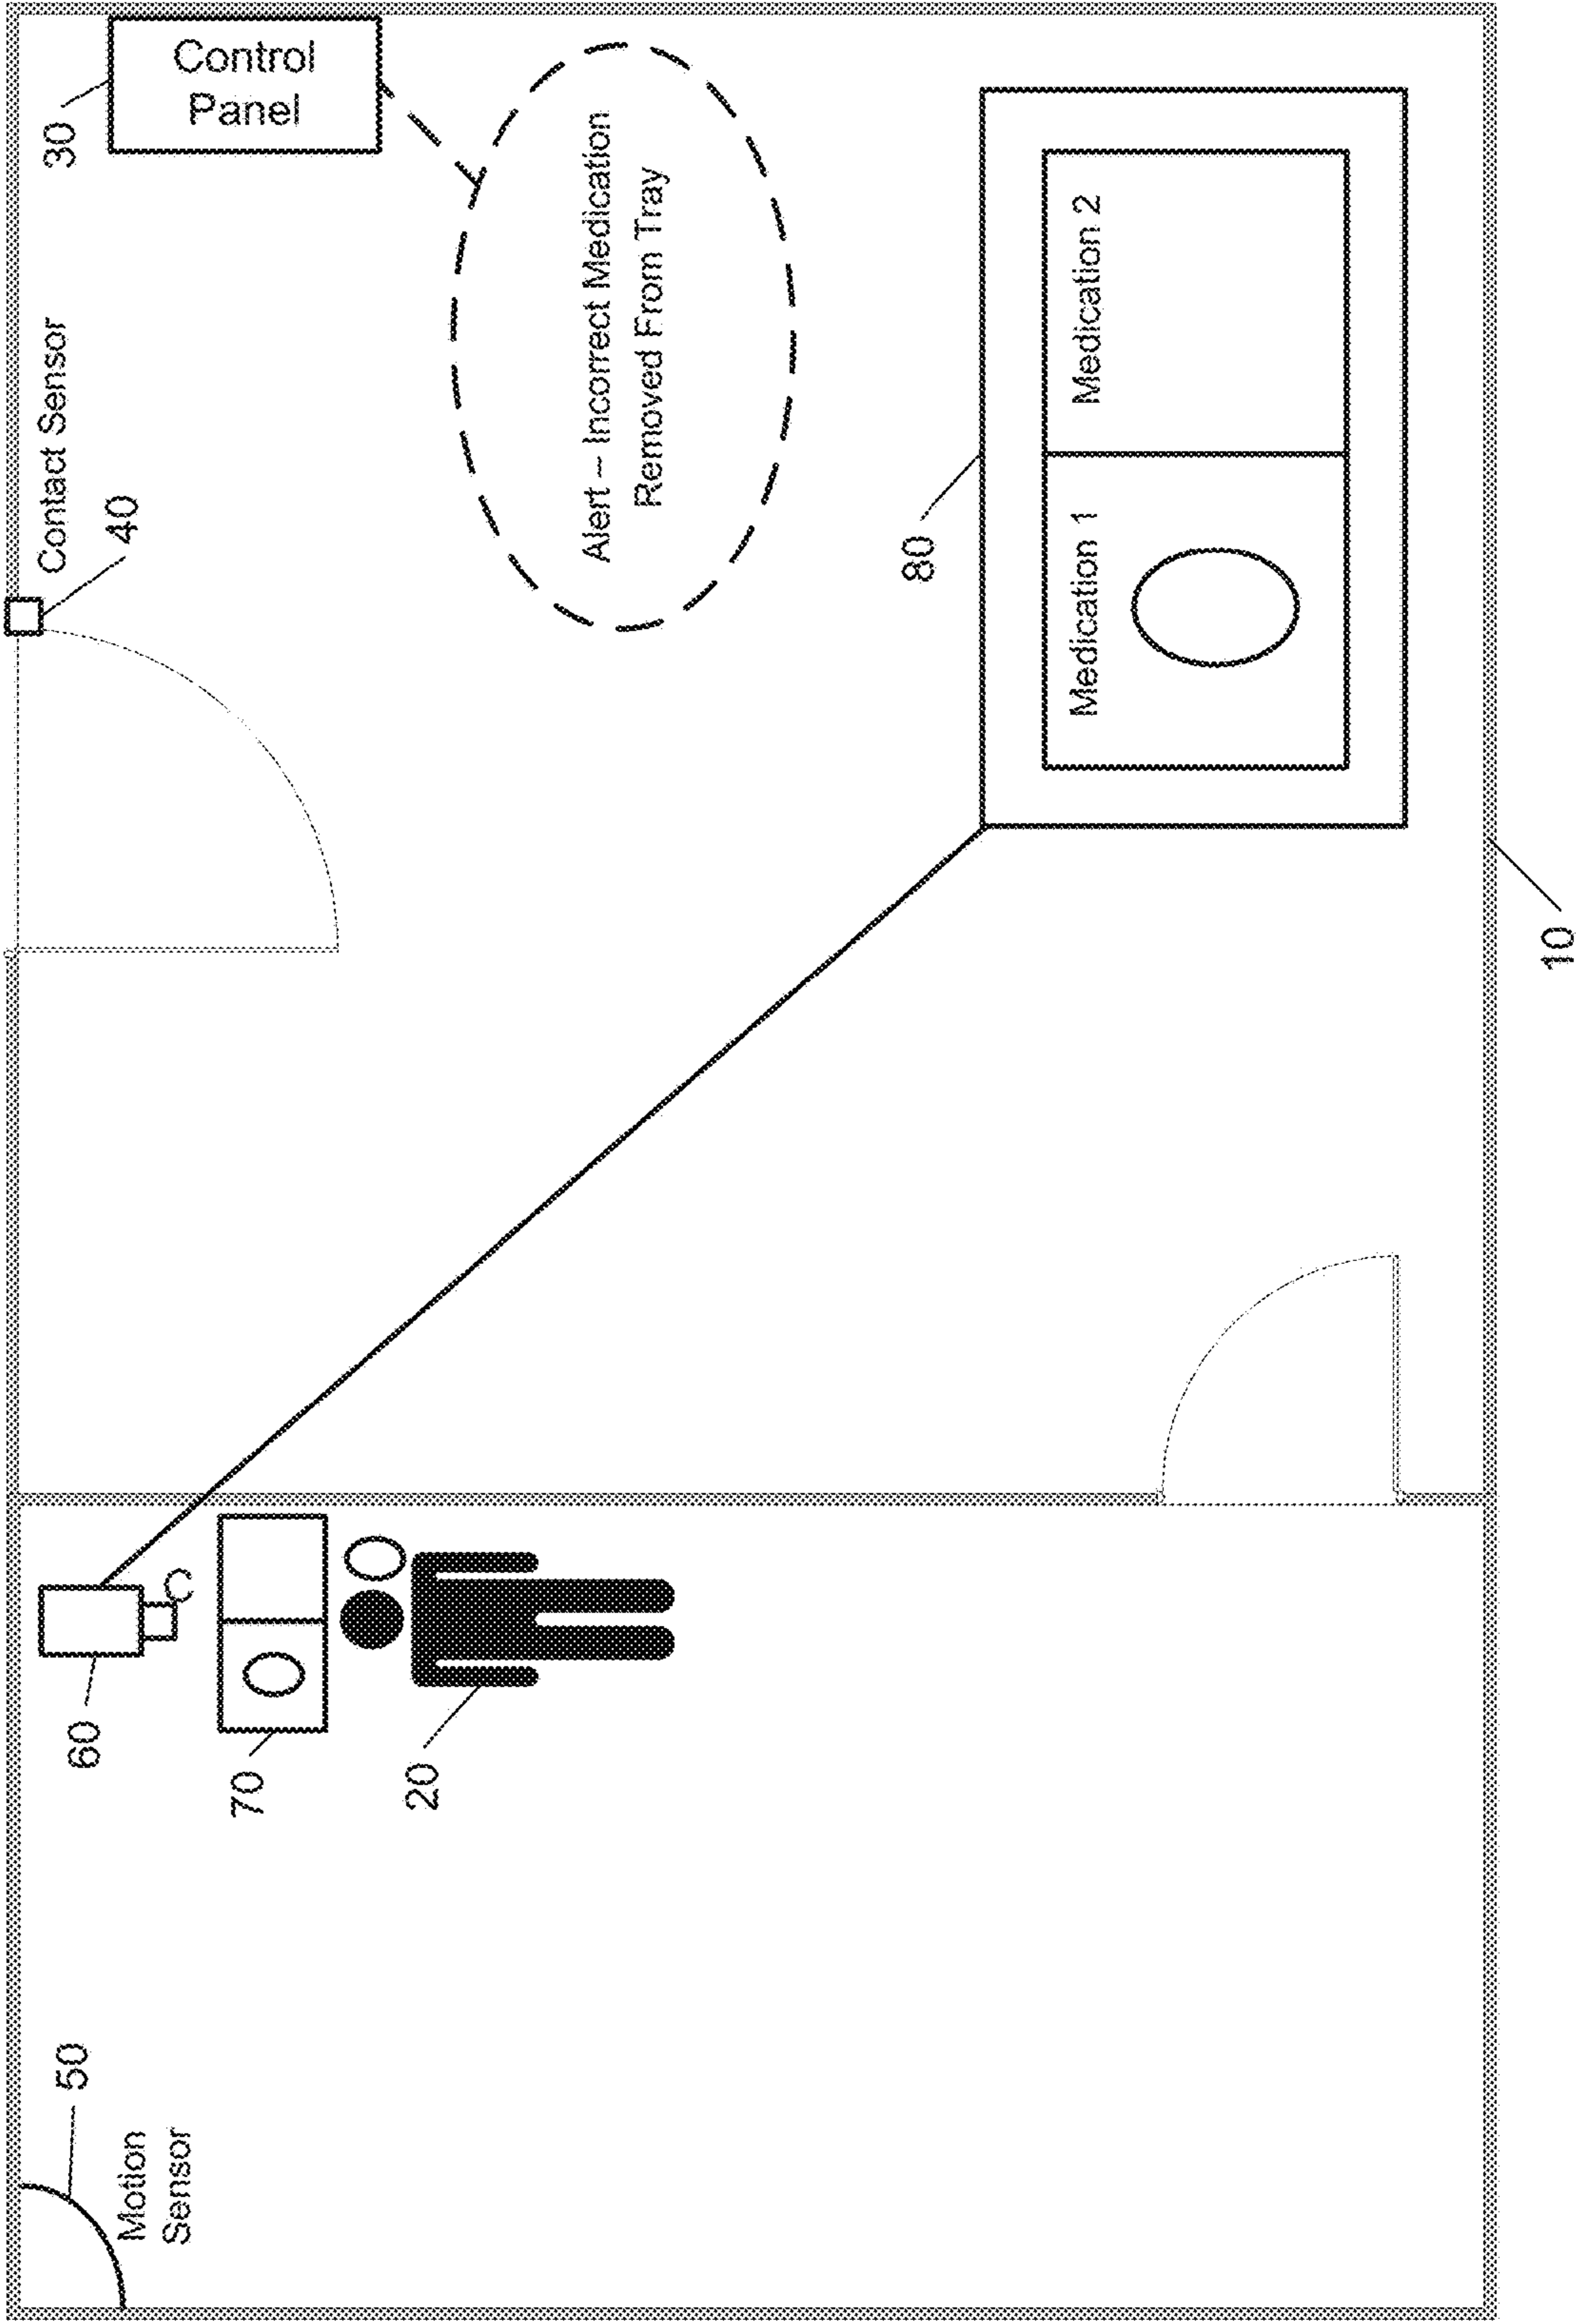 Control
Panel
30
Contact Sensor
40
Alert – Incorrect Medication
Removed From Tray
80
Medication 1
Medication 2
10
60
C
70
20
50
Motion
Sensor